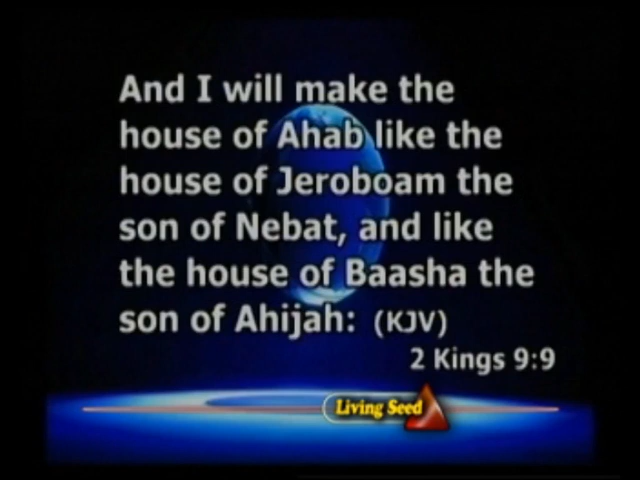 And I will make the
house of Ahab like the
house of Jeroboam the
son of Nebat, and like
the house of Baasha the
son of Ahijah: (KJV)
2 Kings 9:9
Living Seed